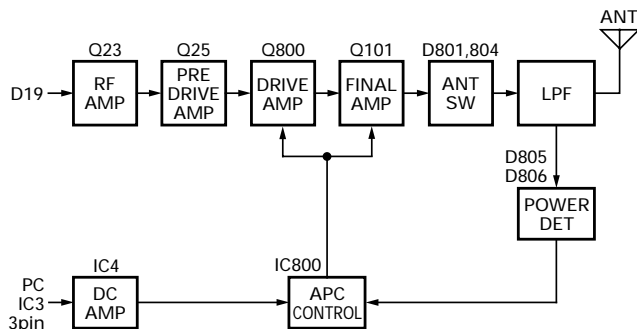 ANT
Q23
Q25
Q800
Q101
D801,804
D19
RF
AMP
PRE
DRIVE
AMP
DRIVE
AMP
FINAL
AMP
ANT
SW
LPF
D805
D806
POWER
DET
IC4
IC800
PC
IC3
3pin
DC
AMP
APC
CONTROL